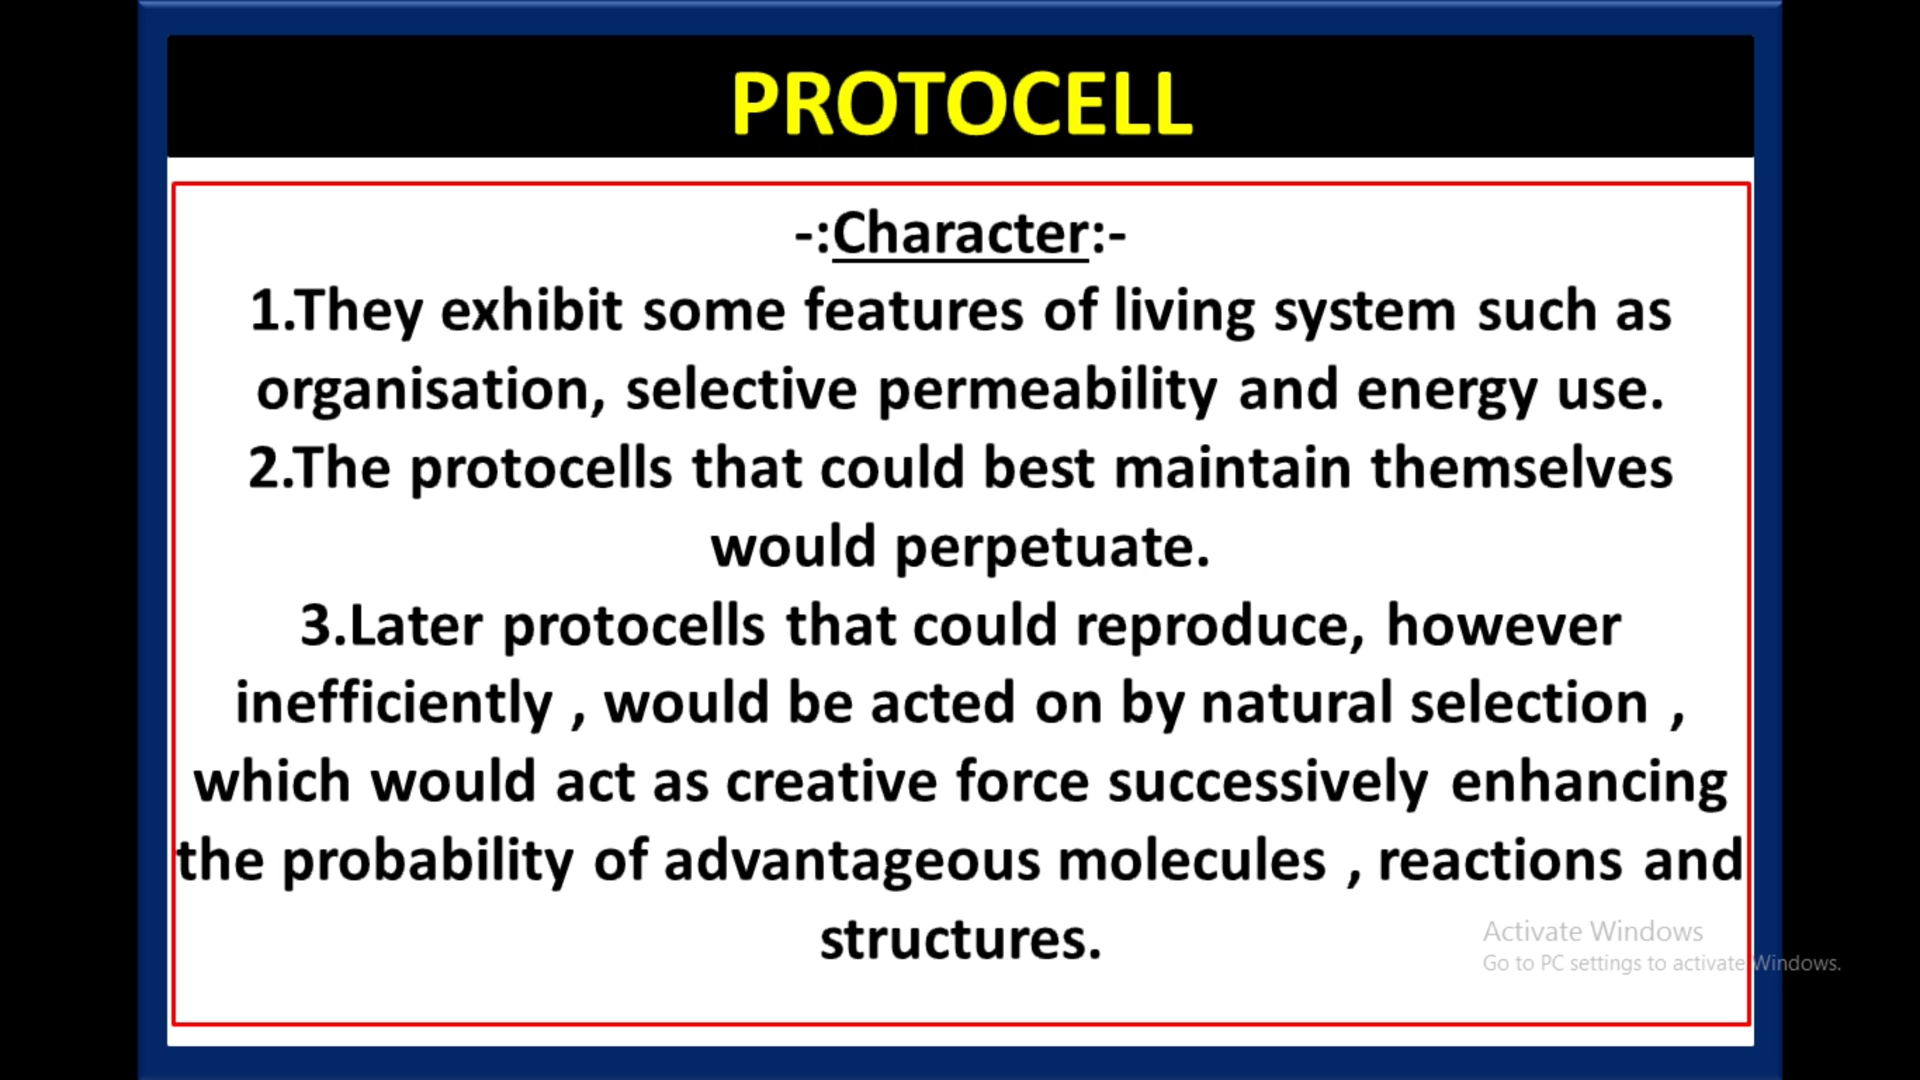 PROTOCELL
-:Character:-
1.They exhibit some features of living system such as
organisation, selective permeability and energy use.
2.The protocells that could best maintain themselves
would perpetuate.
3.Later protocells that could reproduce, however
inefficiently , would be acted on by natural selection ,
which would act as creative force successively enhancing
the probability of advantageous molecules , reactions and
structures.
Activate Windows
Go to PC settings to activate Windows.